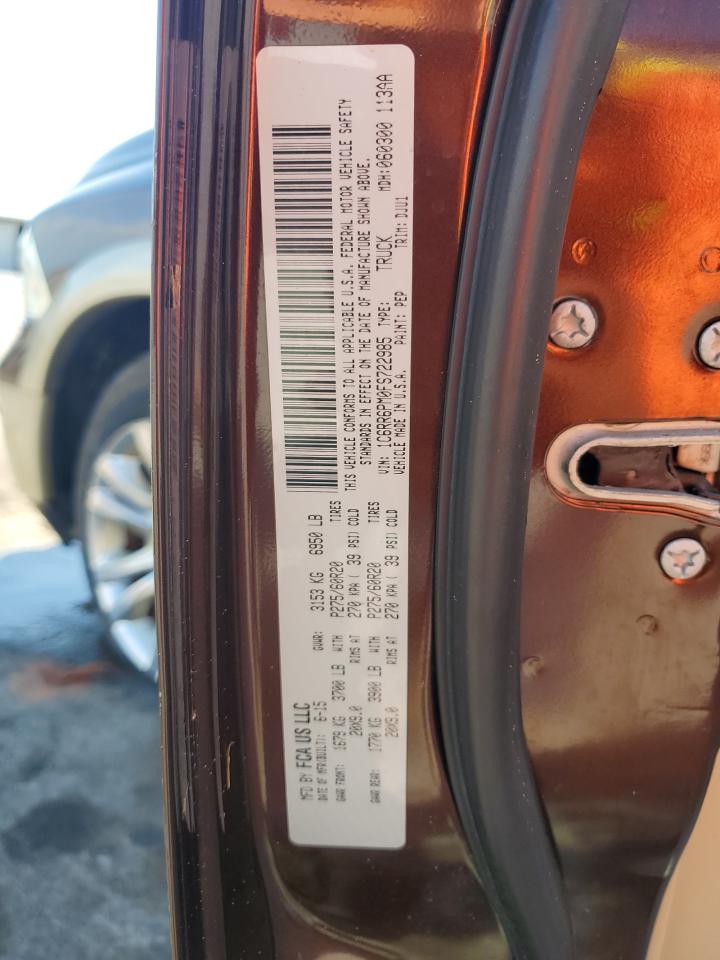 MFD BY FCA US LLC
DATE OF MFR(BUILT): 6-15 GVWR: 3153 KG 6950 LB
GAWR FRONT: 1679 KG 3700 LB WITH P275/60R20 TIRES
20X9.0 RIMS AT 270 KPA ( 39 PSI) COLD
GAWR REAR: 1770 KG 3900 LB WITH P275/60R20 TIRES
20X9.0 RIMS AT 270 KPA ( 39 PSI) COLD
THIS VEHICLE CONFORMS TO ALL APPLICABLE U.S.A. FEDERAL MOTOR VEHICLE SAFETY
STANDARDS IN EFFECT ON THE DATE OF MANUFACTURE SHOWN ABOVE.
VIN: 1C6RR6PM0FS722985 TYPE: TRUCK MDH: 060300 113AA
VEHICLE MADE IN U.S.A. PAINT: PEP TRIM: DJU1